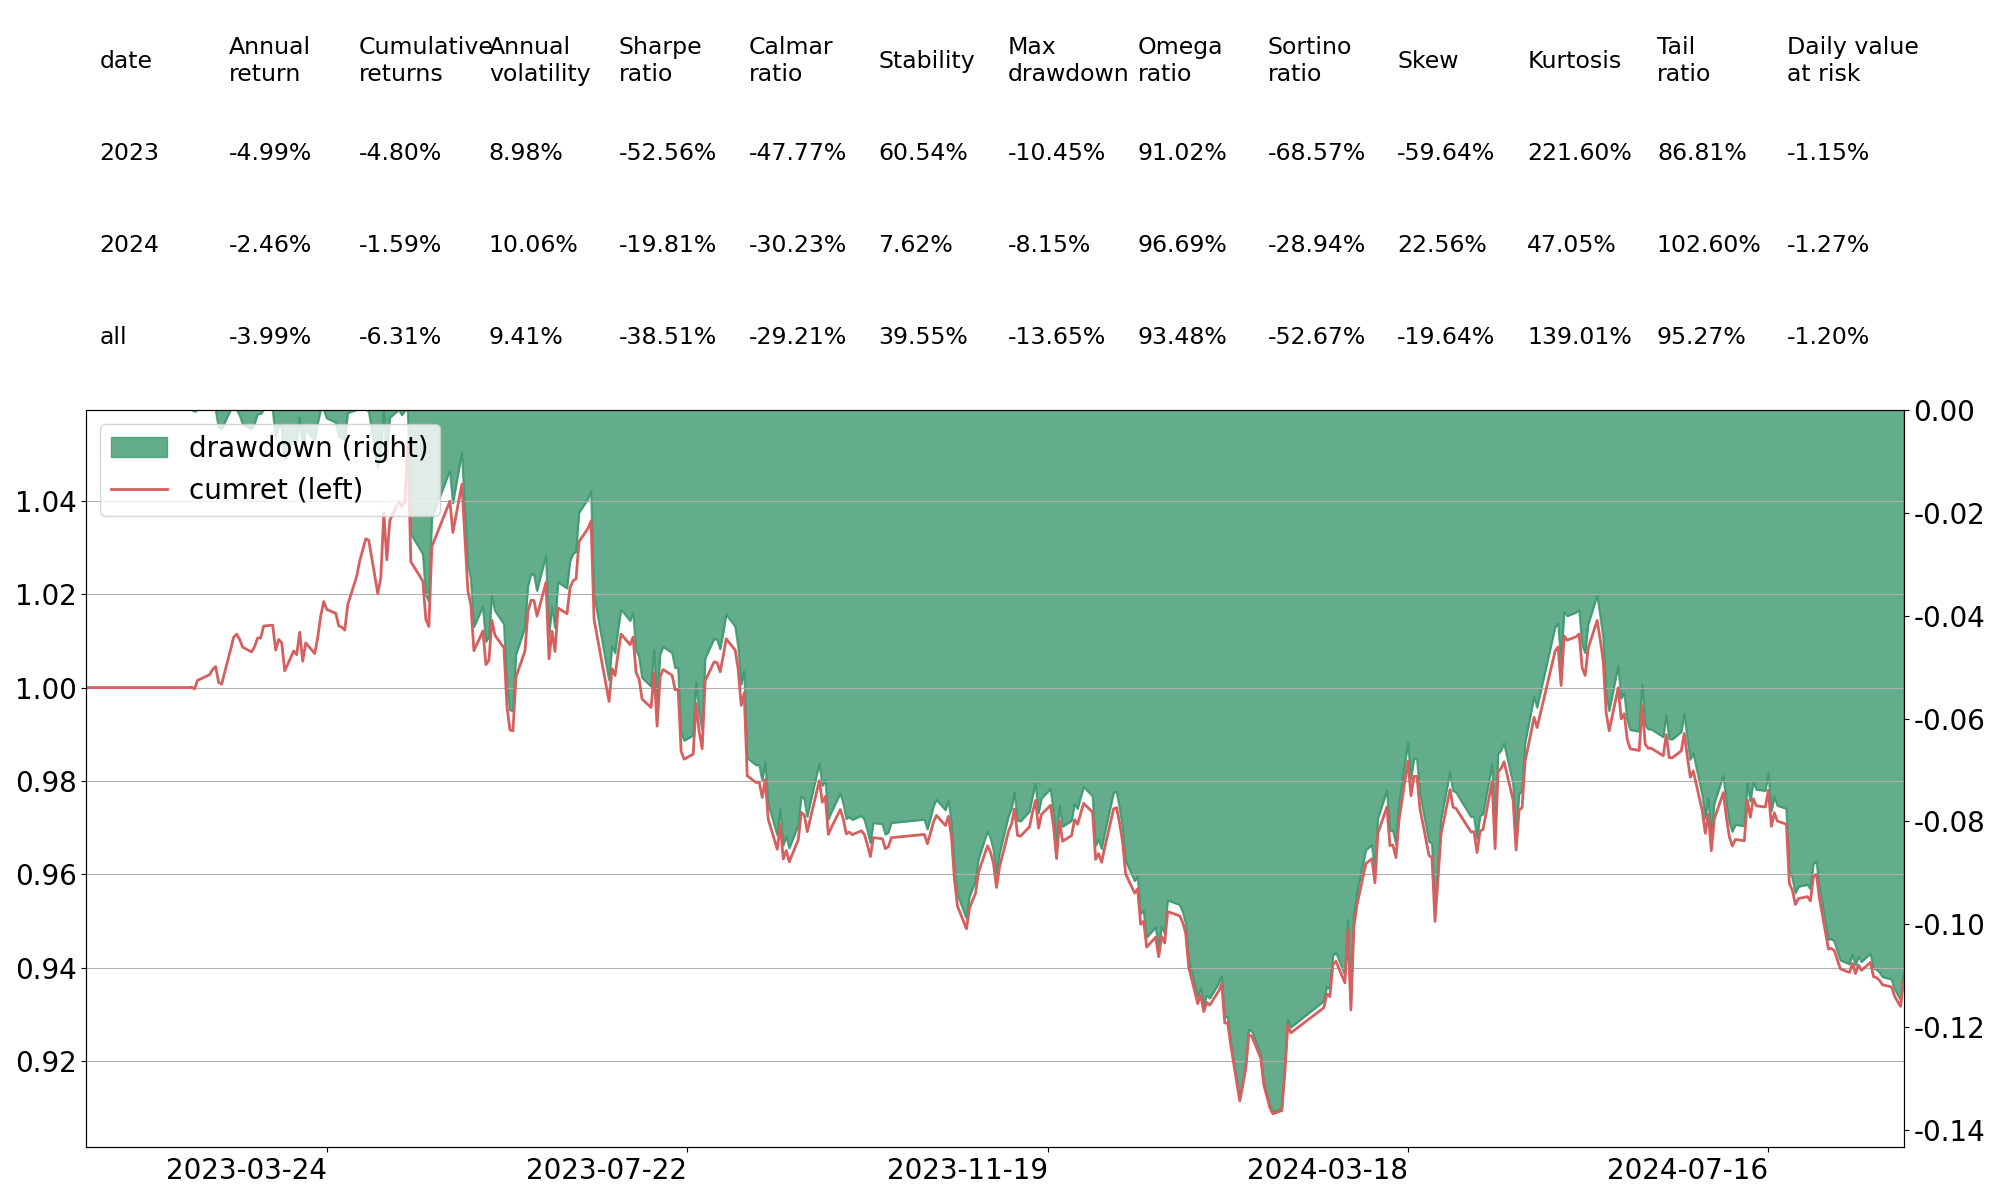 date Annual return Cumulative returns Annual volatility Sharpe ratio Calmar ratio Stability Max drawdown Omega ratio Sortino ratio Skew Kurtosis Tail ratio Daily value at risk
2023 -4.99% -4.80% 8.98% -52.56% -47.77% 60.54% -10.45% 91.02% -68.57% -59.64% 221.60% 86.81% -1.15%
2024 -2.46% -1.59% 10.06% -19.81% -30.23% 7.62% -8.15% 96.69% -28.94% 22.56% 47.05% 102.60% -1.27%
all -3.99% -6.31% 9.41% -38.51% -29.21% 39.55% -13.65% 93.48% -52.67% -19.64% 139.01% 95.27% -1.20%
drawdown (right)
cumret (left)
1.04
1.02
1.00
0.98
0.96
0.94
0.92
0.00
-0.02
-0.04
-0.06
-0.08
-0.10
-0.12
-0.14
2023-03-24 2023-07-22 2023-11-19 2024-03-18 2024-07-16